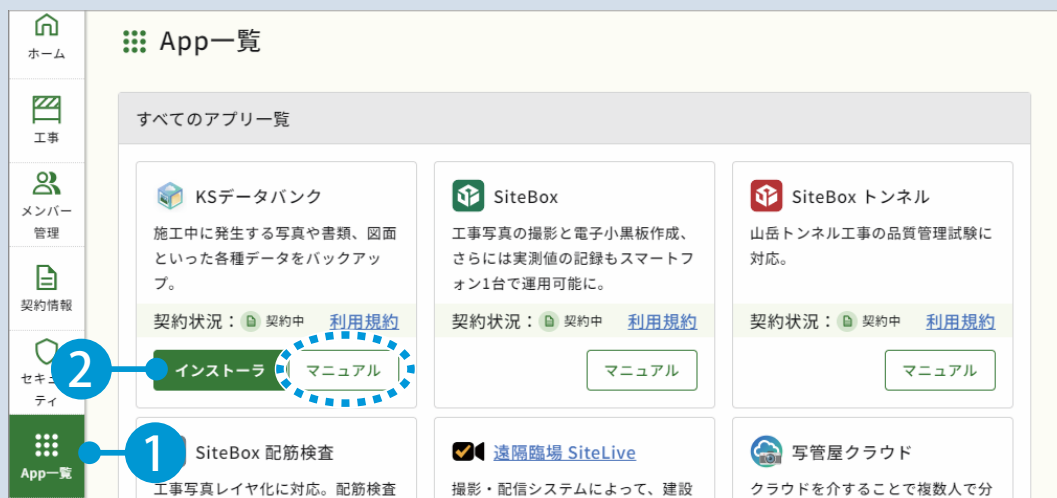 ホーム
工事
メンバー
管理
契約情報
セキュ
ティ
App一覧
App一覧
すべてのアプリ一覧
KSデータバンク
施工中に発生する写真や書類、図面
といった各種データをバックアッ
プ。
契約状況：契約中 利用規約
インストーラ マニュアル
SiteBox
工事写真の撮影と電子小黒板作成、
さらには実測値の記録もスマートフ
ォン1台で運用可能に。
契約状況：契約中 利用規約
マニュアル
SiteBox トンネル
山岳トンネル工事の品質管理試験に
対応。
契約状況：契約中 利用規約
マニュアル
SiteBox 配筋検査
工事写真レイヤ化に対応。配筋検査
遠隔臨場 SiteLive
撮影・配信システムによって、建設
写管屋クラウド
クラウドを介することで複数人で分
2
1